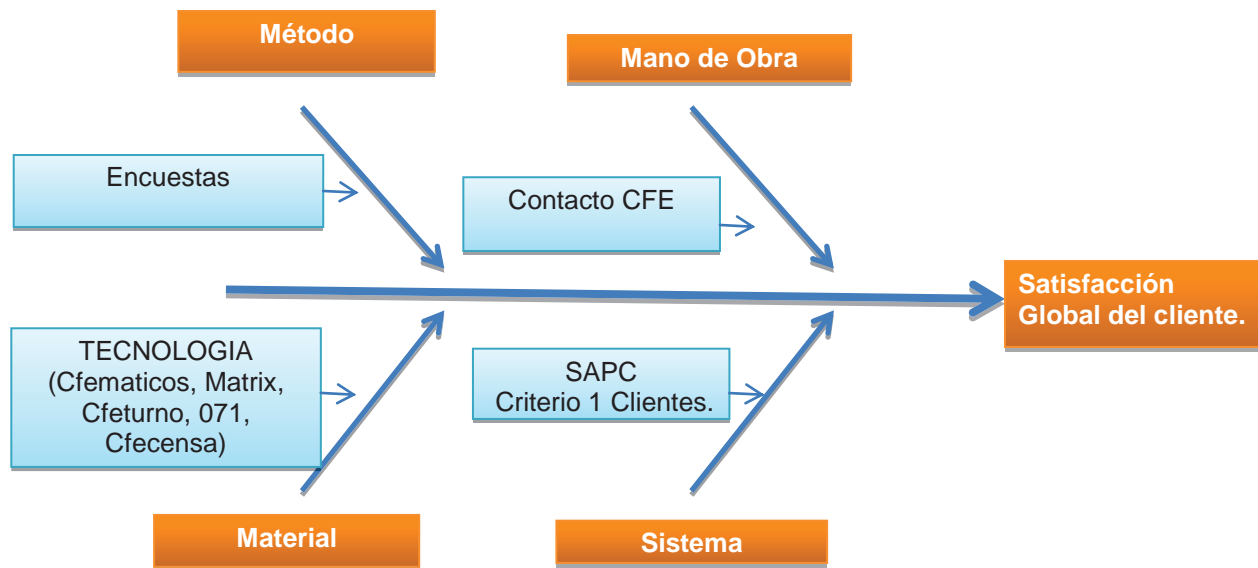 Método
Mano de Obra
Encuestas
Contacto CFE
Satisfacción
Global del cliente.
TECNOLOGIA
(Cfematicos, Matrix,
Cfeturno, 071,
Cfecensa)
SAPC
Criterio 1 Clientes.
Material
Sistema